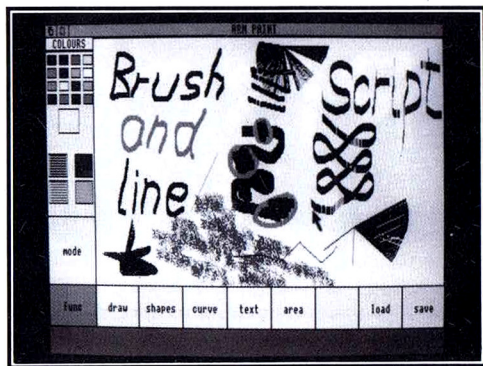 ARM PAINT
COLOURS
Brush
and
line
Script
mode
func draw shapes curve text area load save